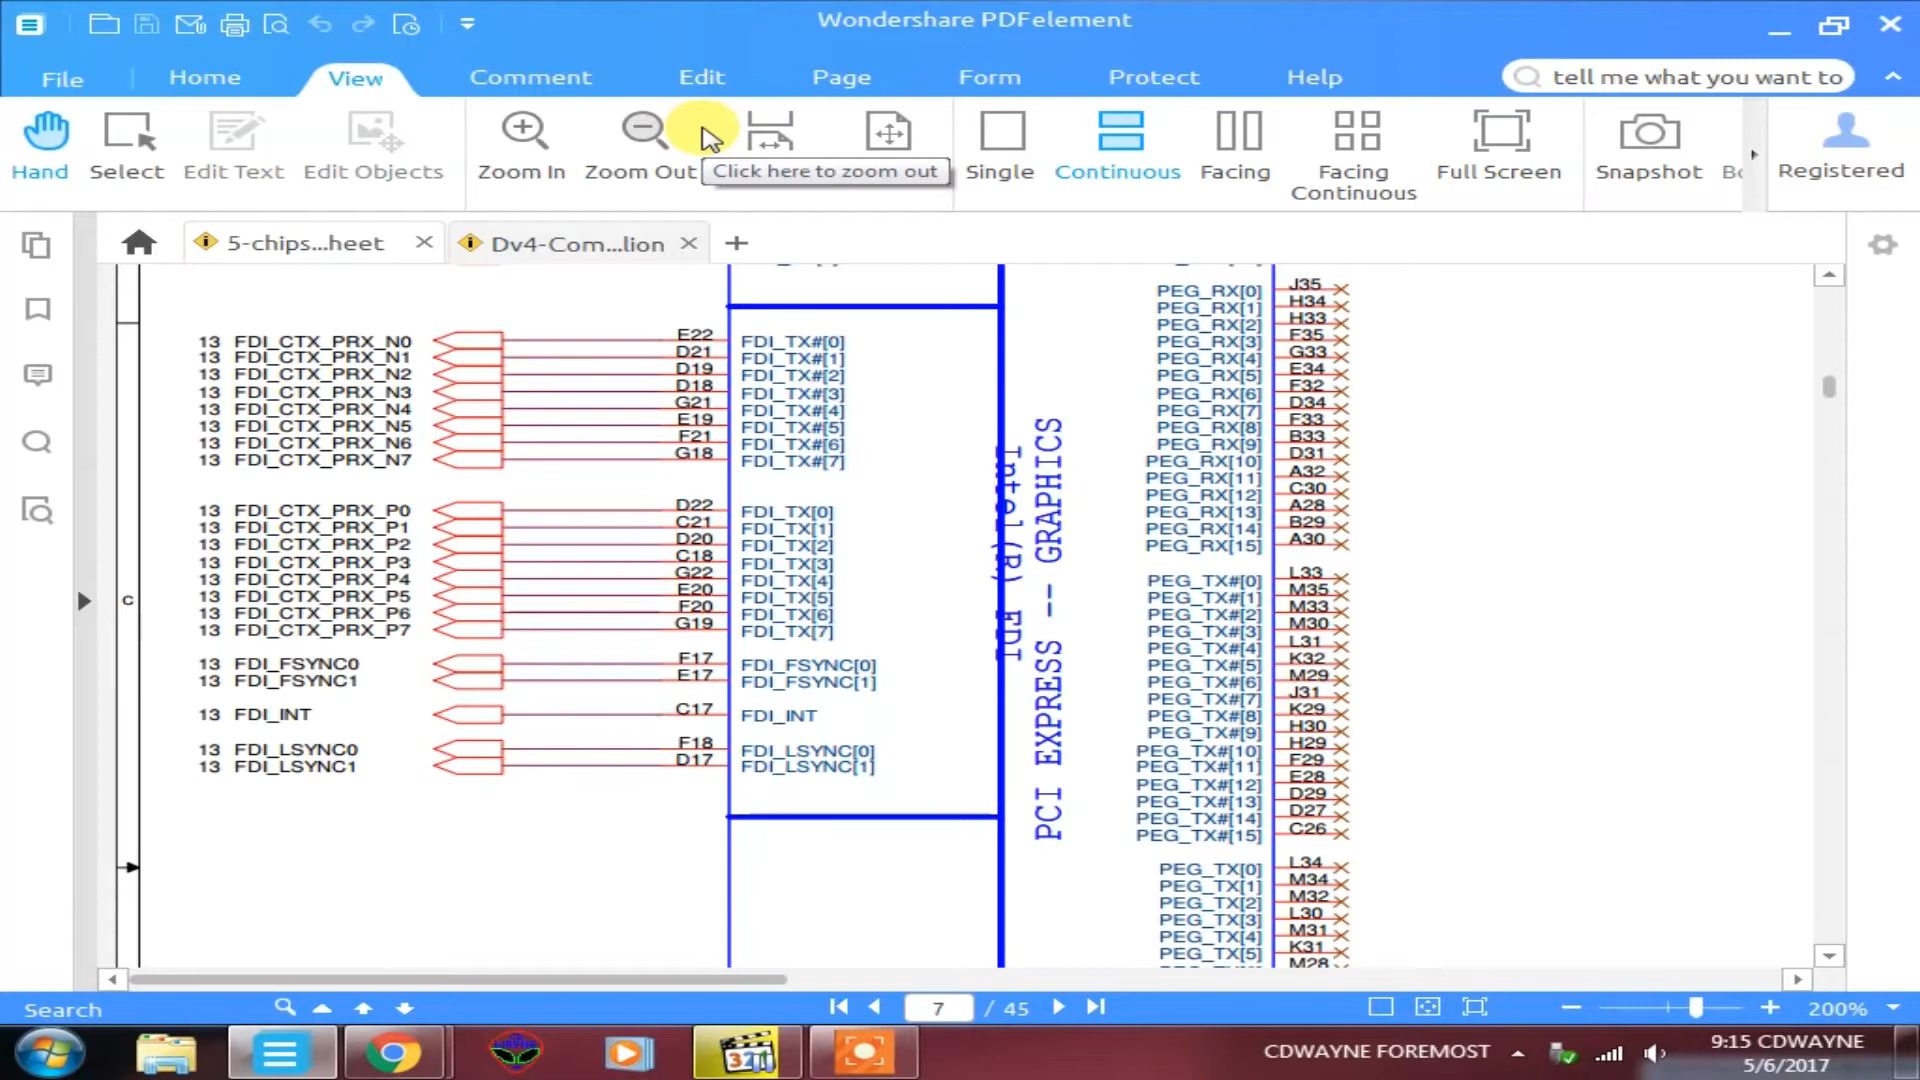 Wondershare PDFelement
File Home View Comment Edit Page Form Protect Help tell me what you want to
Hand Select Edit Text Edit Objects Zoom In Zoom Out Single Continuous Facing Facing Continuous Full Screen Snapshot Registered
Click here to zoom out
5-chips...heet Dv4-Com...lion
PEG_RX[0] J35
PEG_RX[1] H34
PEG_RX[2] H33
13 FDI_CTX_PRX_N0 E22 FDI_TX#[0] PEG_RX[3] F35
13 FDI_CTX_PRX_N1 D21 FDI_TX#[1] PEG_RX[4] G33
13 FDI_CTX_PRX_N2 D19 FDI_TX#[2] PEG_RX[5] E34
13 FDI_CTX_PRX_N3 D18 FDI_TX#[3] PEG_RX[6] F32
13 FDI_CTX_PRX_N4 G21 FDI_TX#[4] PEG_RX[7] D34
13 FDI_CTX_PRX_N5 E19 FDI_TX#[5] PEG_RX[8] F33
13 FDI_CTX_PRX_N6 F21 FDI_TX#[6] PEG_RX[9] B33
13 FDI_CTX_PRX_N7 G18 FDI_TX#[7] PEG_RX[10] D31
PEG_RX[11] A32
PEG_RX[12] C30
13 FDI_CTX_PRX_P0 D22 FDI_TX[0] PEG_RX[13] A28
13 FDI_CTX_PRX_P1 C21 FDI_TX[1] PEG_RX[14] B29
13 FDI_CTX_PRX_P2 D20 FDI_TX[2] PEG_RX[15] A30
13 FDI_CTX_PRX_P3 C18 FDI_TX[3]
13 FDI_CTX_PRX_P4 G22 FDI_TX[4] PEG_TX#[0] L33
13 FDI_CTX_PRX_P5 E20 FDI_TX[5] PEG_TX#[1] M35
13 FDI_CTX_PRX_P6 F20 FDI_TX[6] PEG_TX#[2] M33
13 FDI_CTX_PRX_P7 G19 FDI_TX[7] PEG_TX#[3] M30
PEG_TX#[4] L31
13 FDI_FSYNC0 F17 FDI_FSYNC[0] PEG_TX#[5] K32
13 FDI_FSYNC1 E17 FDI_FSYNC[1] PEG_TX#[6] M29
PEG_TX#[7] J31
13 FDI_INT C17 FDI_INT PEG_TX#[8] K29
PEG_TX#[9] H30
13 FDI_LSYNC0 F18 FDI_LSYNC[0] PEG_TX#[10] H29
13 FDI_LSYNC1 D17 FDI_LSYNC[1] PEG_TX#[11] F29
PEG_TX#[12] E28
PEG_TX#[13] D29
PEG_TX#[14] D27
PEG_TX#[15] C26
PEG_TX[0] L34
PEG_TX[1] M34
PEG_TX[2] M32
PEG_TX[3] L30
PEG_TX[4] M31
PEG_TX[5] K31
M28
C
Intel(R) FDI
PCI EXPRESS -- GRAPHICS
Search 7 / 45 200%
321
CDWAYNE FOREMOST 9:15 CDWAYNE
5/6/2017